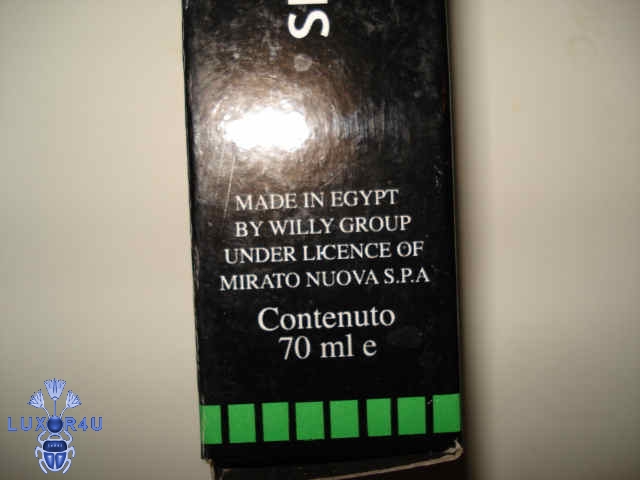 MADE IN EGYPT
BY WILLY GROUP
UNDER LICENCE OF
MIRATO NUOVA S.P.A
Contenuto
70 ml e
LUXOR4U